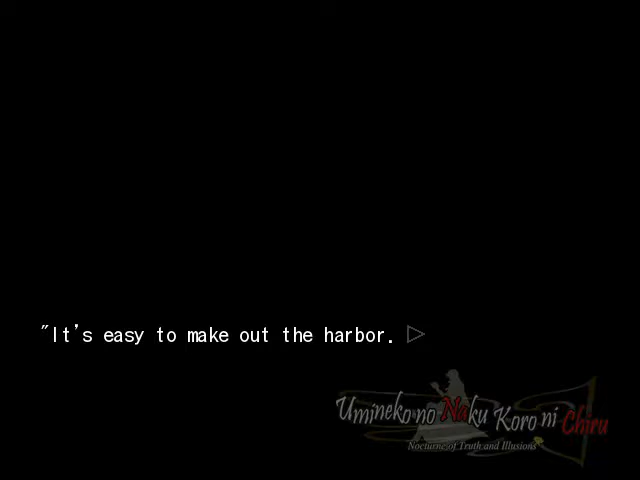 "It's easy to make out the harbor.
Umineko no Naku Koro ni Chiru
Nocturne of Truth and Illusions